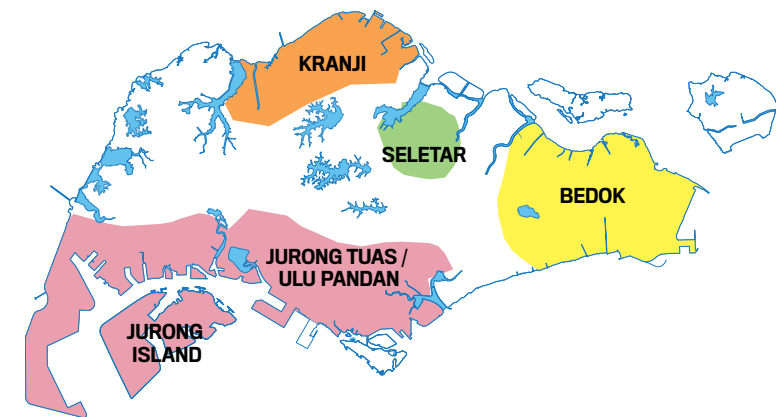 KRANJI
SELETAR
BEDOK
JURONG TUAS /
ULU PANDAN
JURONG
ISLAND